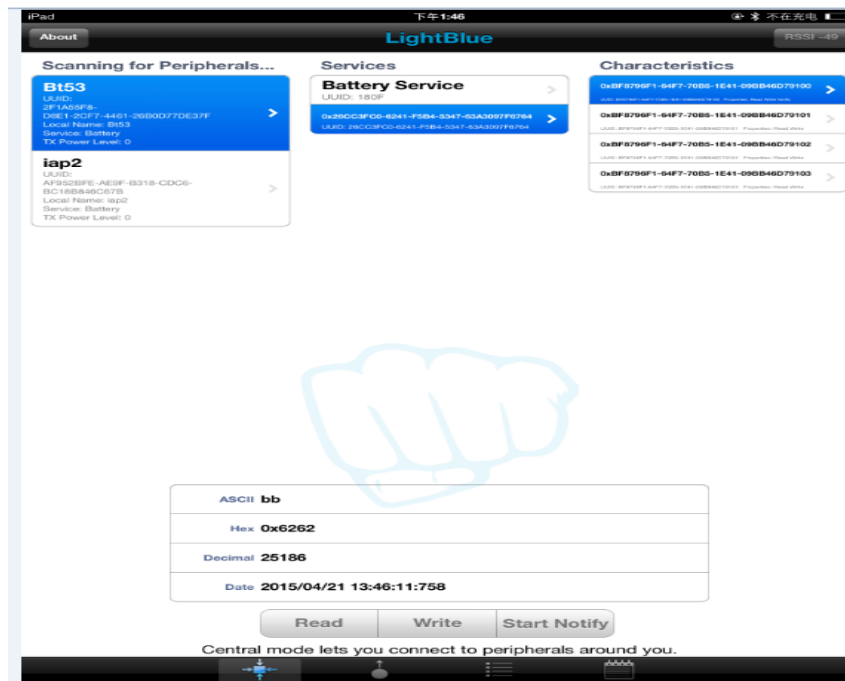 iPad
下午1:46
不在充电
About
LightBlue
RSSI -49
Scanning for Peripherals...
Bt53
UUID:
2F1A55F8-
D8E1-2CF7-4461-26B0D77DE37F
Local Name: Bt53
Service: Battery
TX Power Level: 0
iap2
UUID:
AF952BFE-AE9F-B318-CDC6-
BC18B846C67B
Local Name: iap2
Service: Battery
TX Power Level: 0
Services
Battery Service
UUID: 180F
0x26CC3FC0-6241-F5B4-5347-63A3097F6764
UUID: 26CC3FC0-6241-F5B4-5347-63A3097F6764
Characteristics
0xBF8796F1-64F7-70B5-1E41-09BB46D79100
0xBF8796F1-64F7-70B5-1E41-09BB46D79101
0xBF8796F1-64F7-70B5-1E41-09BB46D79102
0xBF8796F1-64F7-70B5-1E41-09BB46D79103
ASCII bb
Hex 0x6262
Decimal 25186
Date 2015/04/21 13:46:11:758
Read Write Start Notify
Central mode lets you connect to peripherals around you.